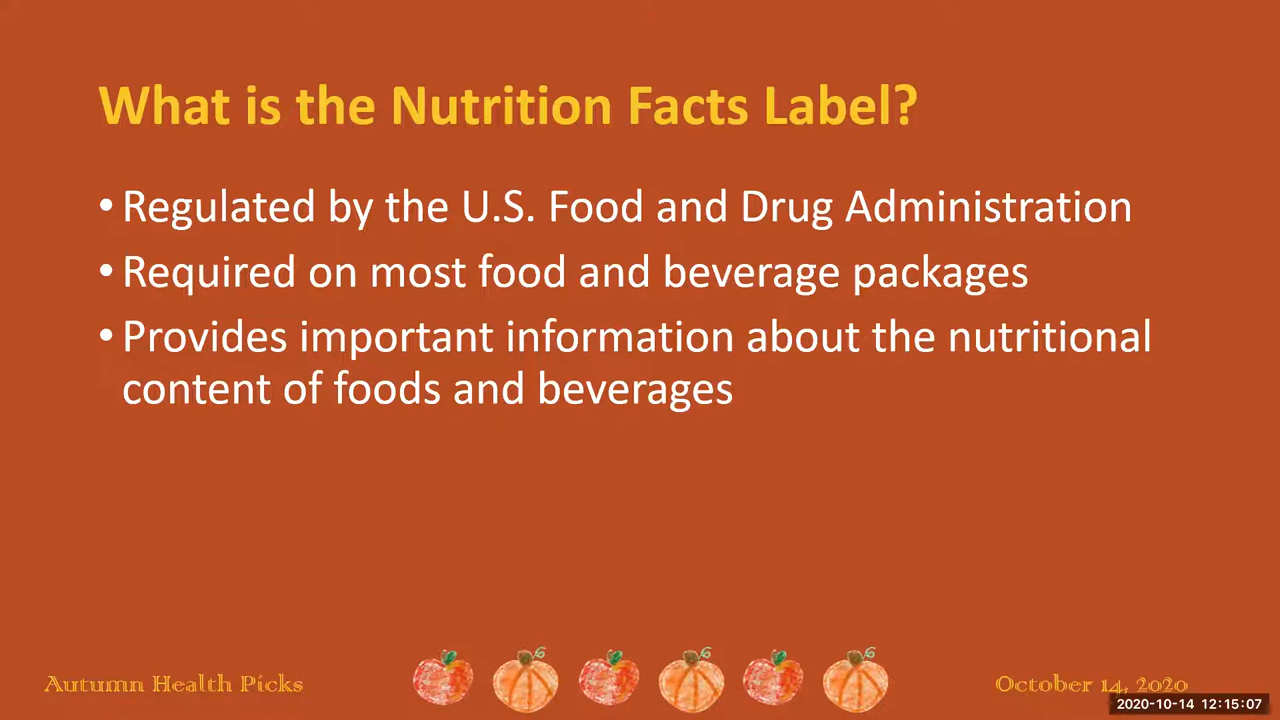 What is the Nutrition Facts Label?
• Regulated by the U.S. Food and Drug Administration
• Required on most food and beverage packages
• Provides important information about the nutritional
content of foods and beverages
Autumn Health Picks
October 14, 2020
2020-10-14 12:15:07